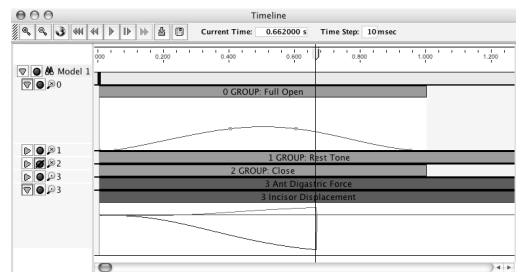 Timeline
Current Time: 0.662000 s Time Step: 10 msec
000 0.200 0.400 0.600 0.800 1.000 1.200
Model 1
0
0 GROUP: Full Open
1
1 GROUP: Rest Tone
2
2 GROUP: Close
3
3 Ant Digastric Force
3
3 Incisor Displacement